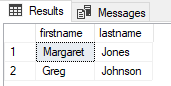 Results Messages
firstname lastname
1 Margaret Jones
2 Greg Johnson